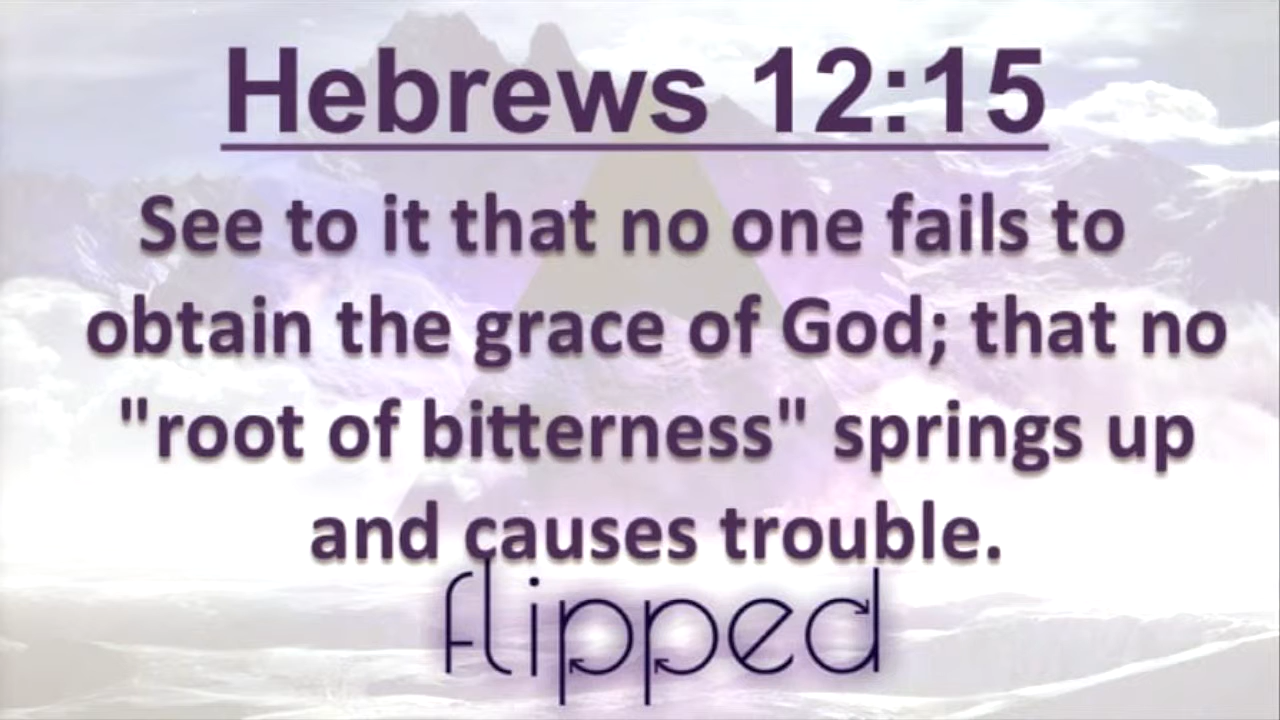 Hebrews 12:15
See to it that no one fails to
obtain the grace of God; that no
"root of bitterness" springs up
and causes trouble.
flipped